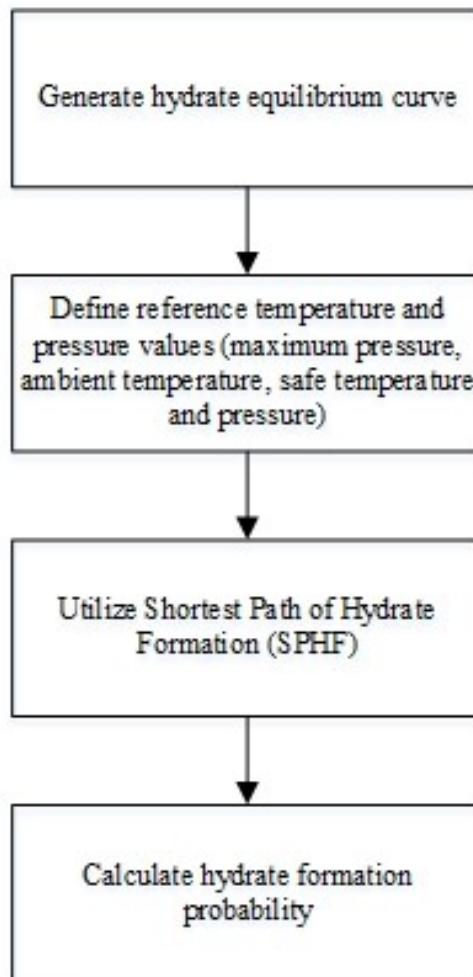 Generate hydrate equilibrium curve
Define reference temperature and
pressure values (maximum pressure,
ambient temperature, safe temperature
and pressure)
Utilize Shortest Path of Hydrate
Formation (SPHF)
Calculate hydrate formation
probability